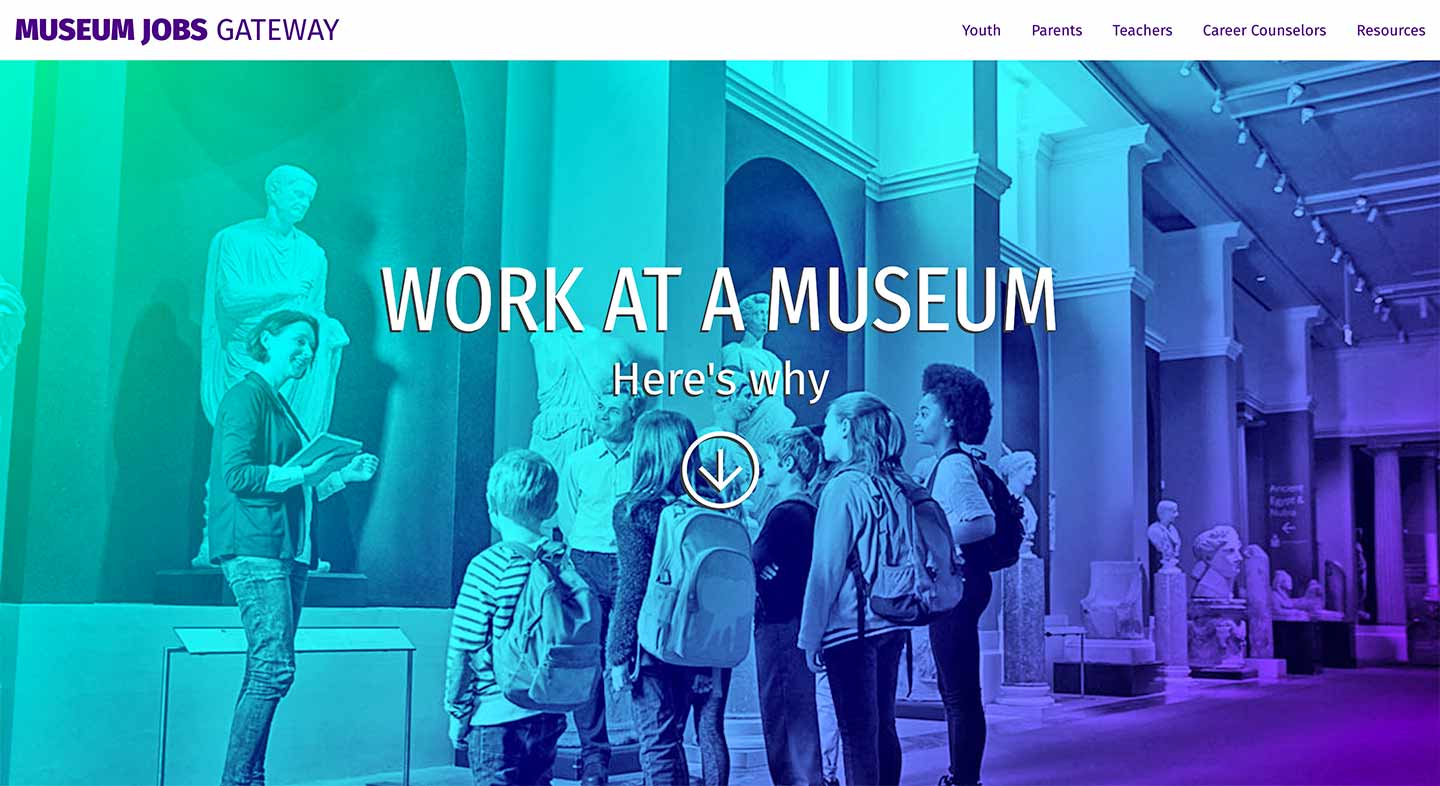 MUSEUM JOBS GATEWAY
Youth Parents Teachers Career Counselors Resources
WORK AT A MUSEUM
Here's why
Ancient
Egypt &
Nubia